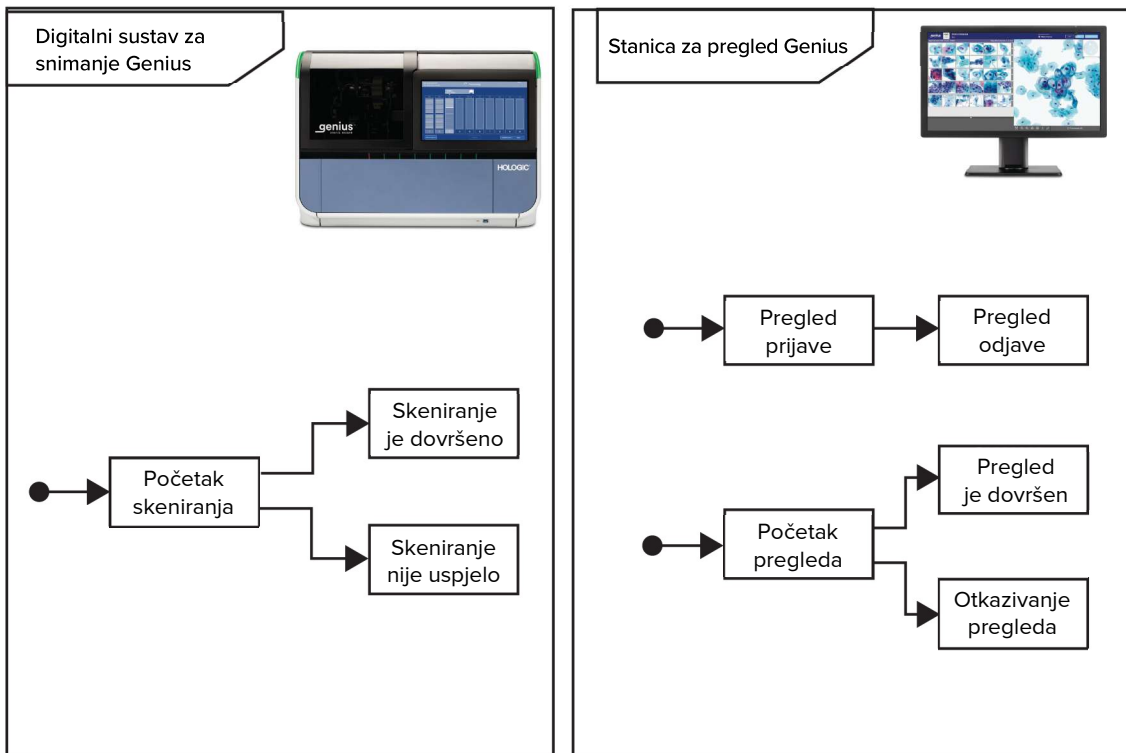 Digitalni sustav za
snimanje Genius
genius
HOLOGIC
Početak
skeniranja
Skeniranje
je dovršeno
Skeniranje
nije uspjelo
Stanica za pregled Genius
Pregled
prijave
Pregled
odjave
Početak
pregleda
Pregled
je dovršen
Otkazivanje
pregleda